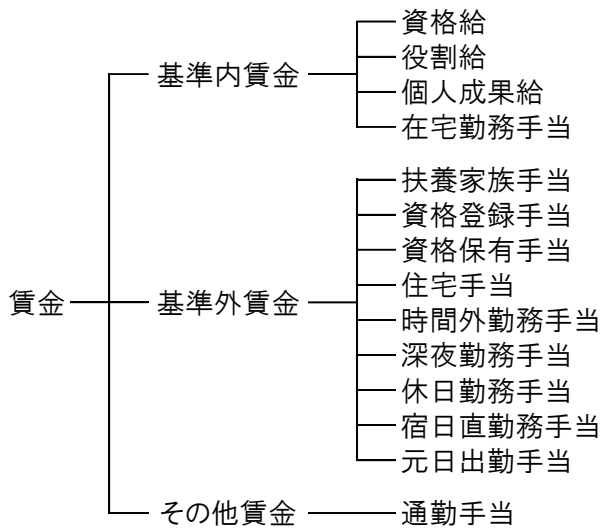 賃金
基準内賃金
資格給
役割給
個人成果給
在宅勤務手当
基準外賃金
扶養家族手当
資格登録手当
資格保有手当
住宅手当
時間外勤務手当
深夜勤務手当
休日勤務手当
宿日直勤務手当
元日出勤手当
その他賃金
通勤手当